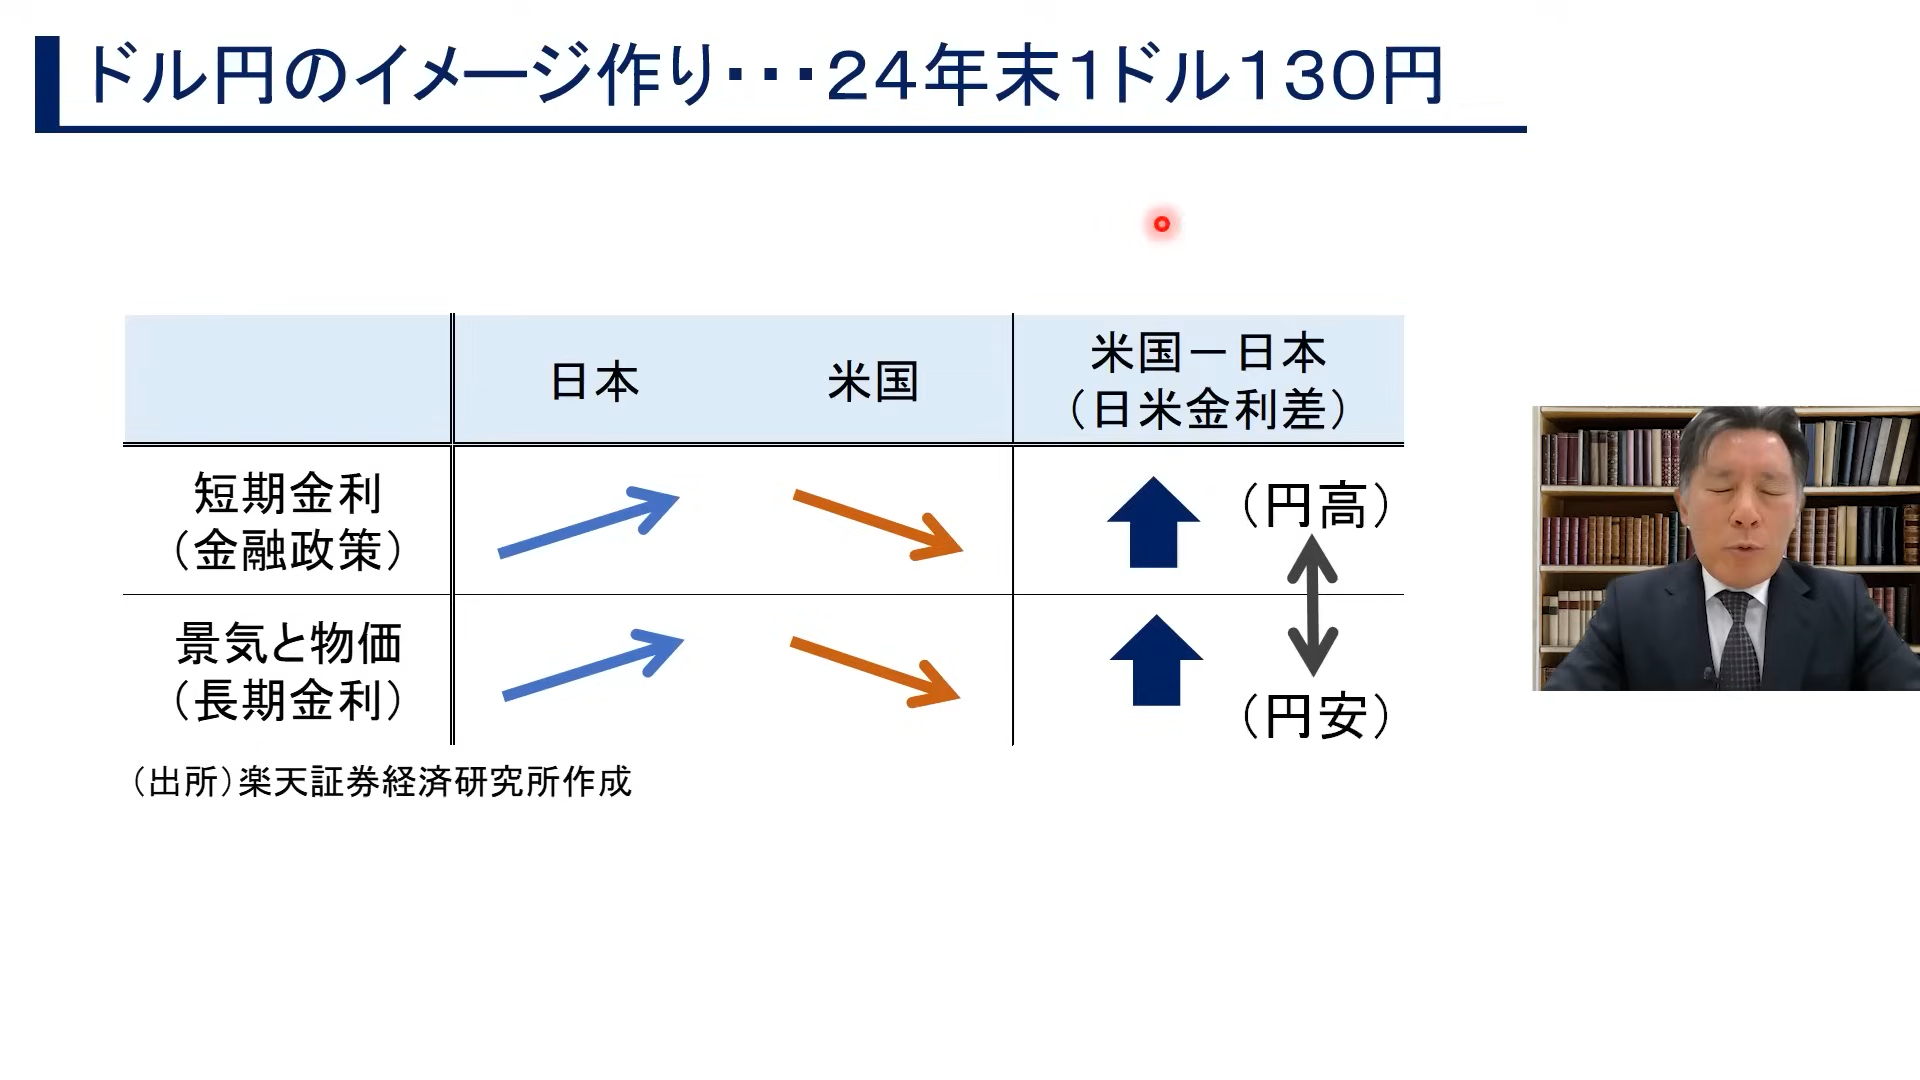 ドル円のイメージ作り・・・２４年末１ドル１３０円
日本
米国
米国－日本
（日米金利差）
短期金利
（金融政策）
（円高）
景気と物価
（長期金利）
（円安）
（出所）楽天証券経済研究所作成